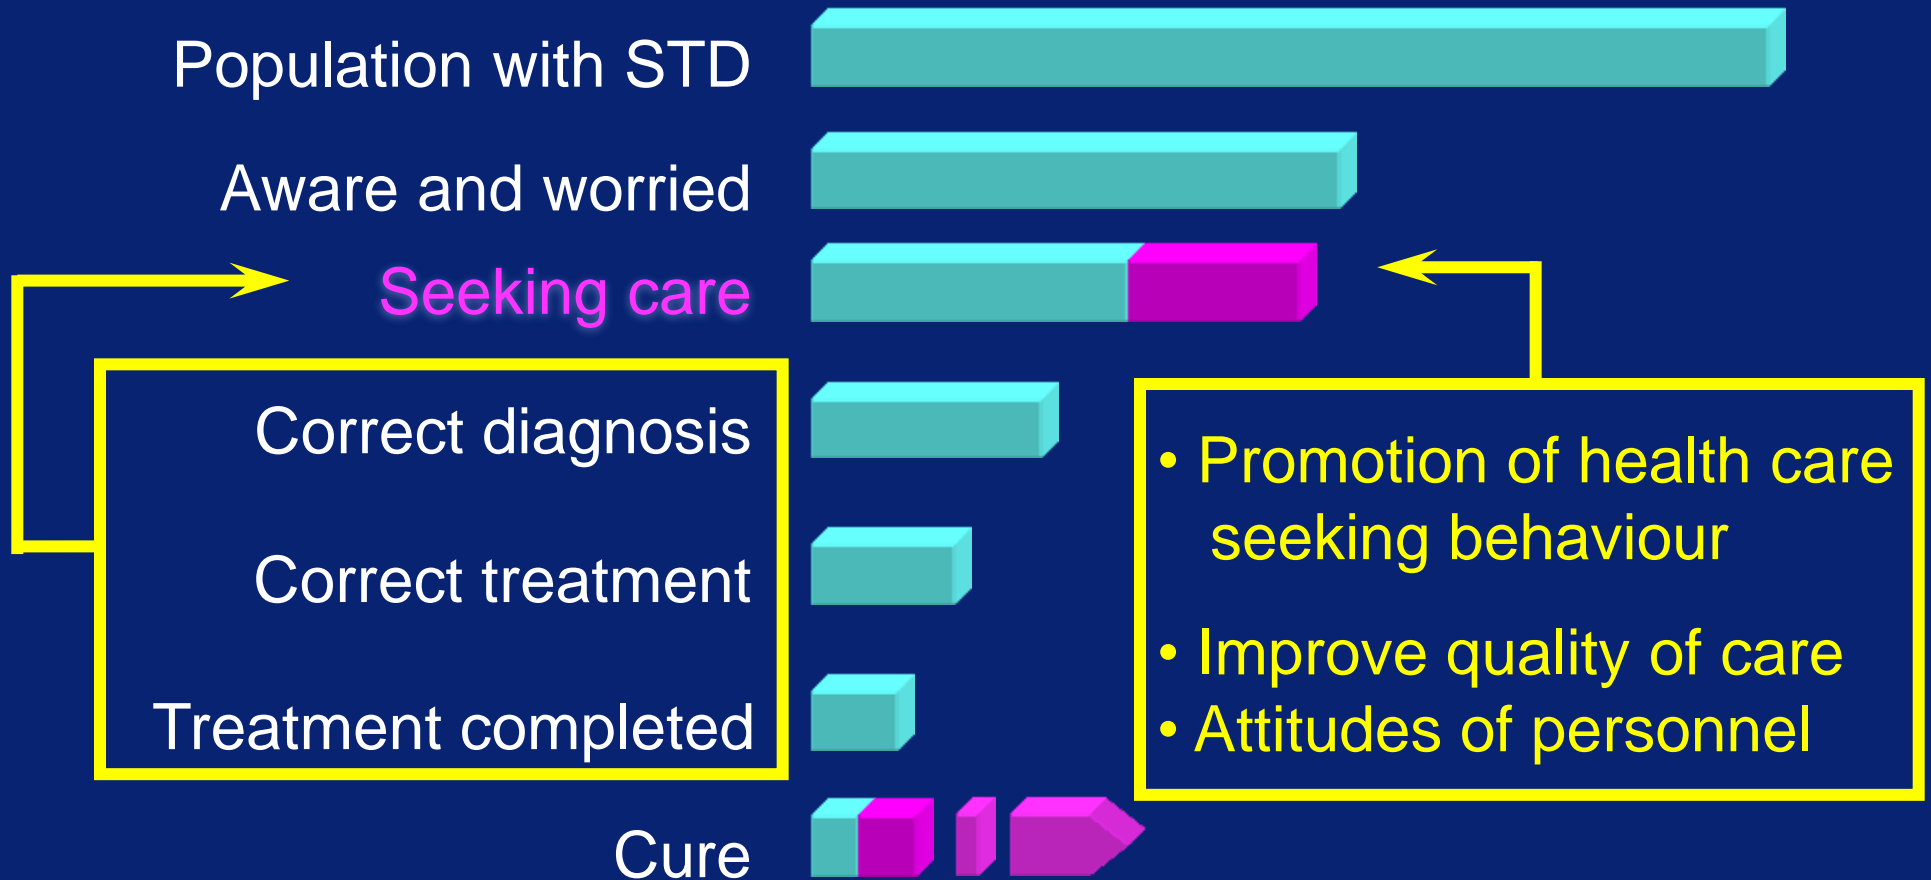 Population with STD
Aware and worried
Seeking care
Correct diagnosis
Correct treatment
Treatment completed
Cure
• Promotion of health care
seeking behaviour
• Improve quality of care
• Attitudes of personnel